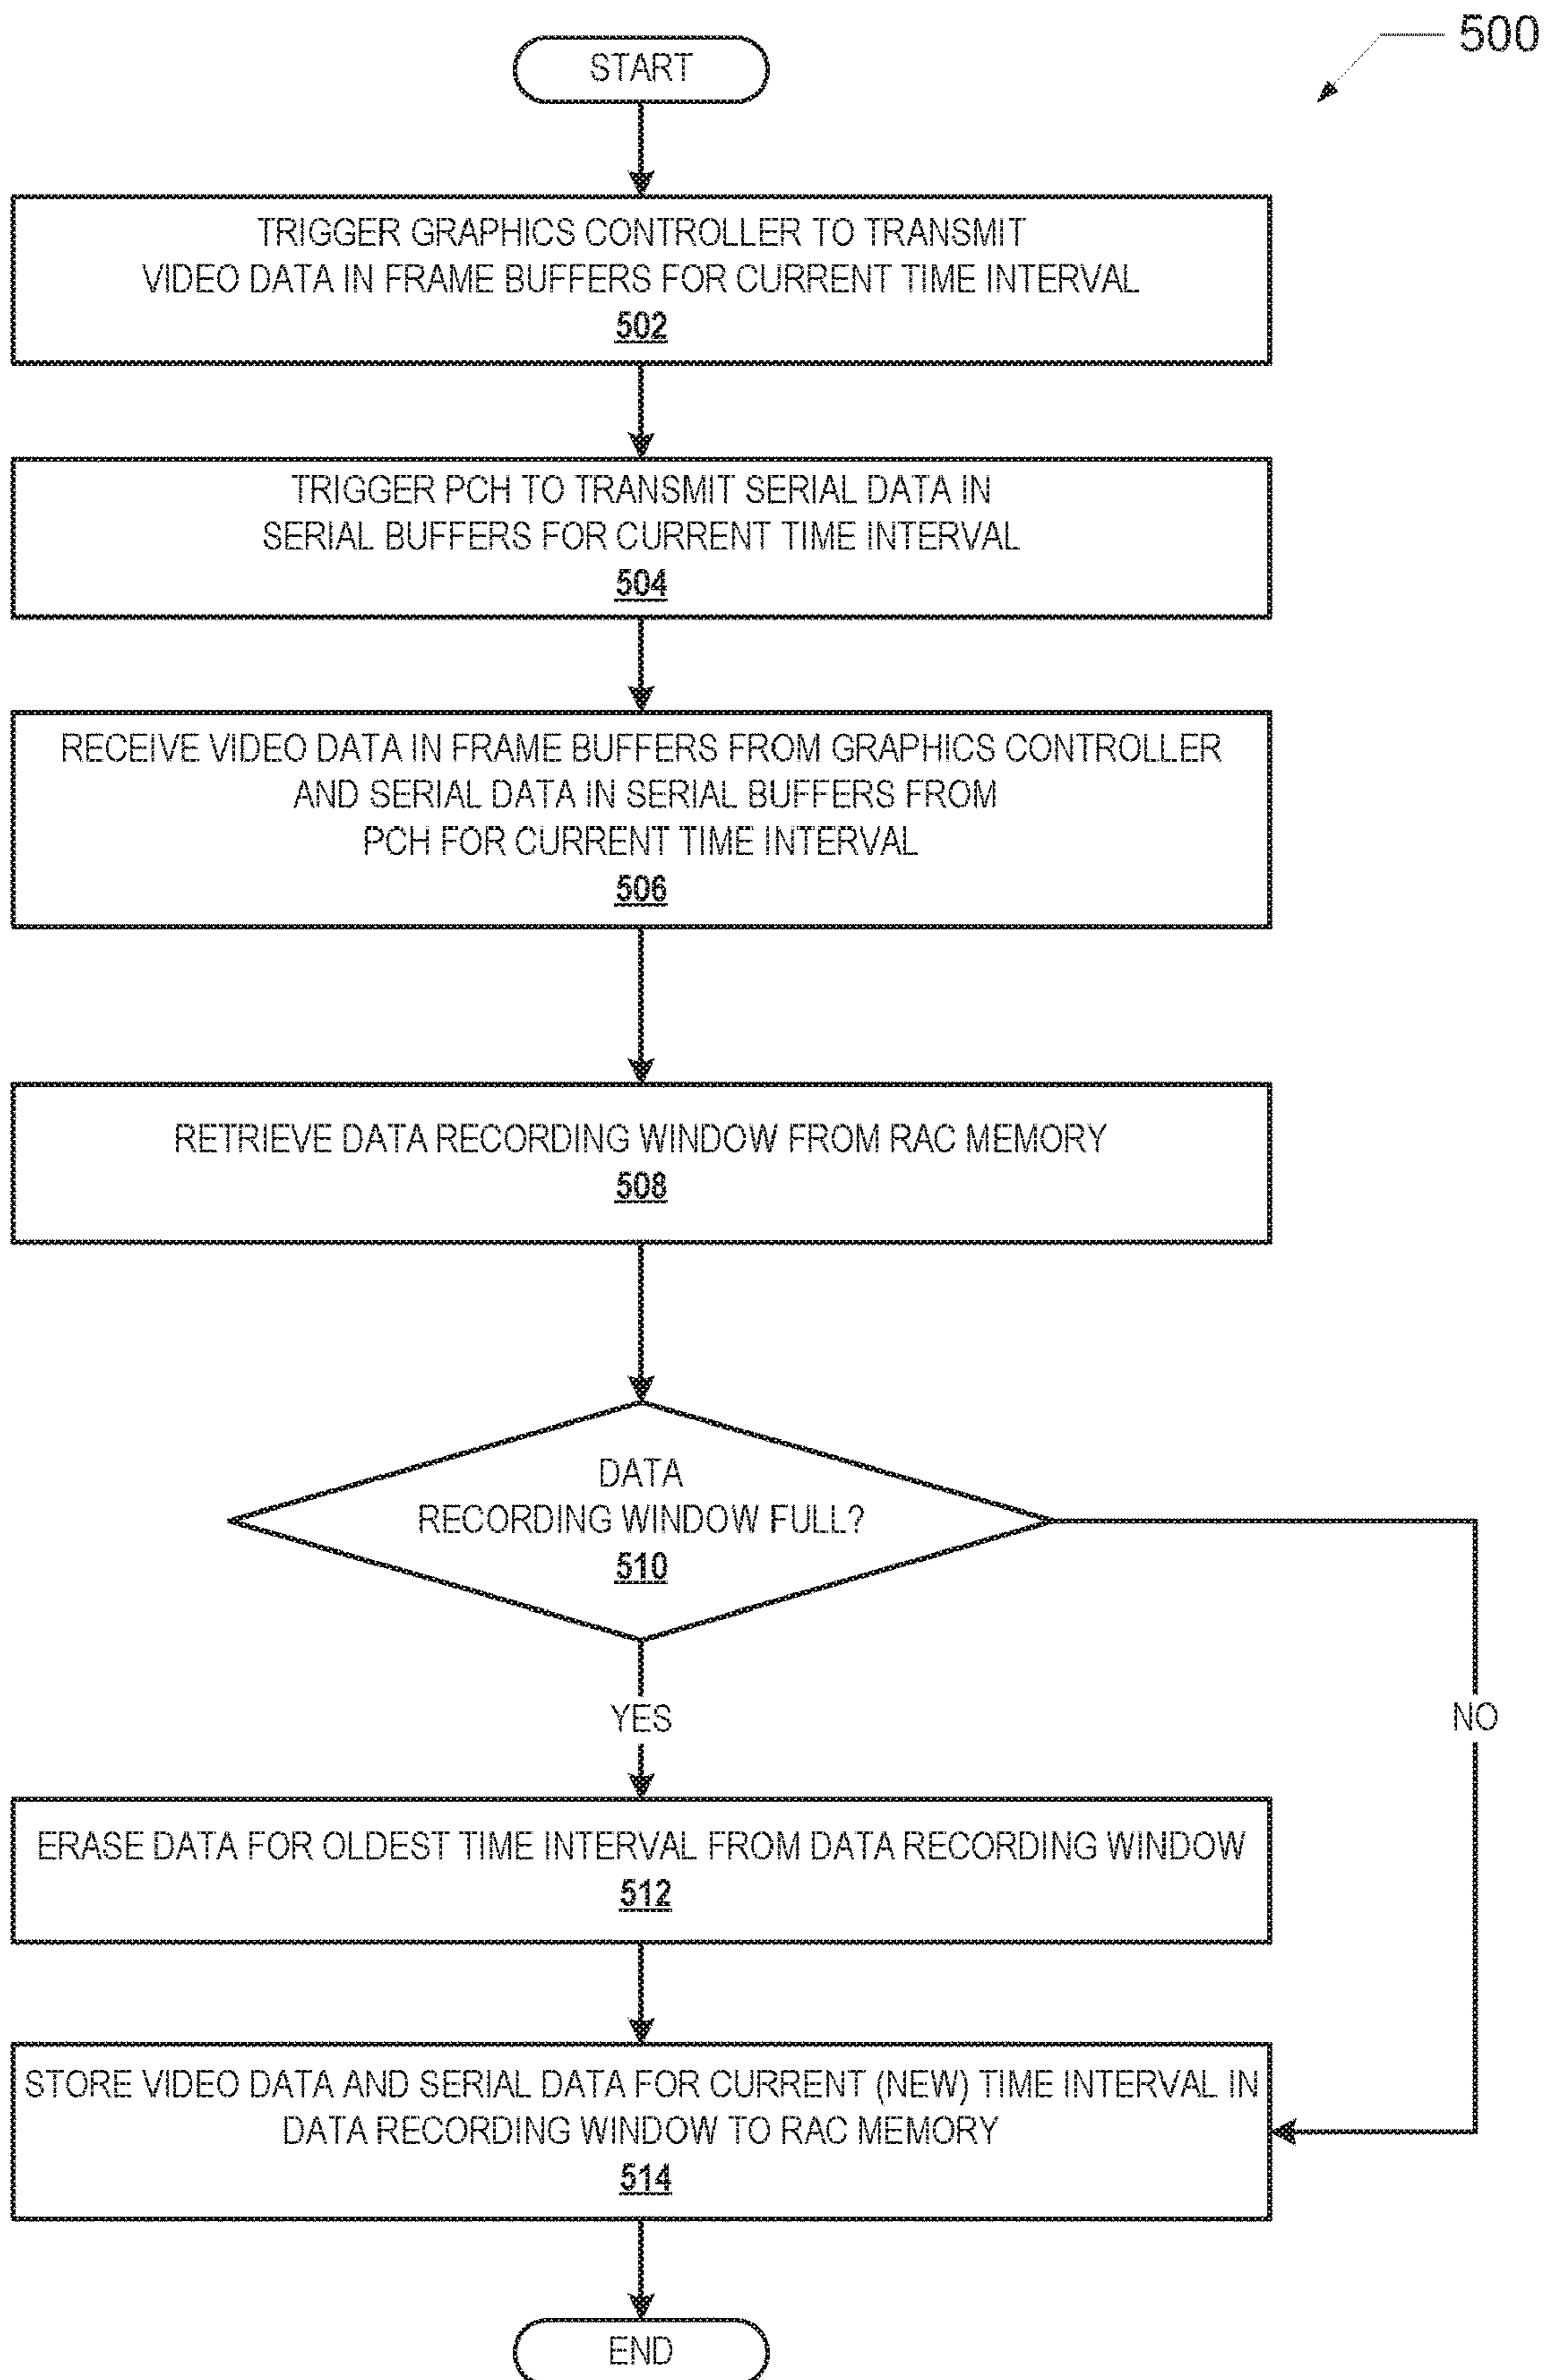 500
START
TRIGGER GRAPHICS CONTROLLER TO TRANSMIT
VIDEO DATA IN FRAME BUFFERS FOR CURRENT TIME INTERVAL
502
TRIGGER PCH TO TRANSMIT SERIAL DATA IN
SERIAL BUFFERS FOR CURRENT TIME INTERVAL
504
RECEIVE VIDEO DATA IN FRAME BUFFERS FROM GRAPHICS CONTROLLER
AND SERIAL DATA IN SERIAL BUFFERS FROM
PCH FOR CURRENT TIME INTERVAL
506
RETRIEVE DATA RECORDING WINDOW FROM RAC MEMORY
508
DATA
RECORDING WINDOW FULL?
510
YES
NO
ERASE DATA FOR OLDEST TIME INTERVAL FROM DATA RECORDING WINDOW
512
STORE VIDEO DATA AND SERIAL DATA FOR CURRENT (NEW) TIME INTERVAL IN
DATA RECORDING WINDOW TO RAC MEMORY
514
END